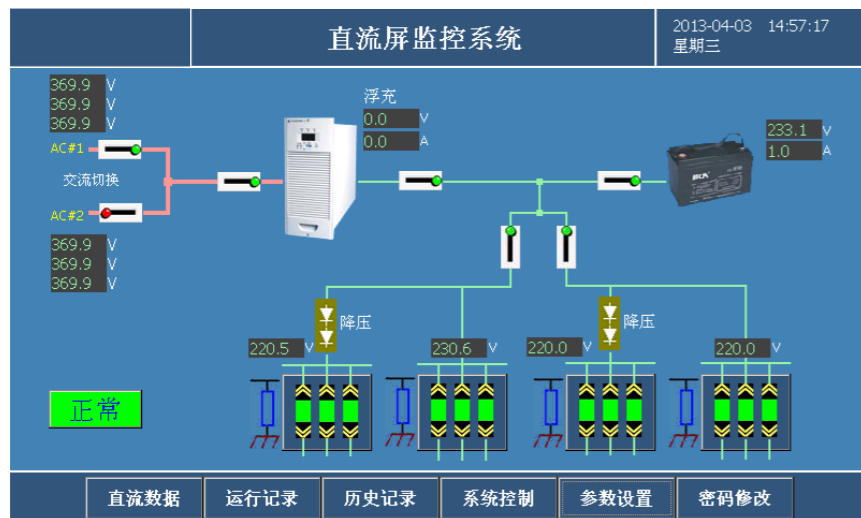 直流屏监控系统
2013-04-03 14:57:17
星期三
369.9 V
369.9 V
369.9 V
AC#1
交流切换
AC#2
369.9 V
369.9 V
369.9 V
浮充
0.0 V
0.0 A
233.1 V
1.0 A
降压
降压
220.5 V
230.6 V
220.0 V
220.0 V
正常
直流数据
运行记录
历史记录
系统控制
参数设置
密码修改